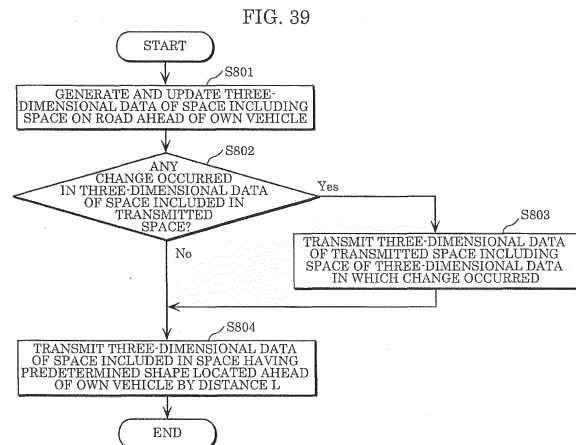 FIG. 39
START
S801
GENERATE AND UPDATE THREE-
DIMENSIONAL DATA OF SPACE INCLUDING
SPACE ON ROAD AHEAD OF OWN VEHICLE
S802
ANY
CHANGE OCCURRED
IN THREE-DIMENSIONAL DATA
OF SPACE INCLUDED IN
TRANSMITTED
SPACE?
Yes
No
S803
TRANSMIT THREE-DIMENSIONAL DATA
OF TRANSMITTED SPACE INCLUDING
SPACE OF THREE-DIMENSIONAL DATA
IN WHICH CHANGE OCCURRED
S804
TRANSMIT THREE-DIMENSIONAL DATA
OF SPACE INCLUDED IN SPACE HAVING
PREDETERMINED SHAPE LOCATED AHEAD
OF OWN VEHICLE BY DISTANCE L
END